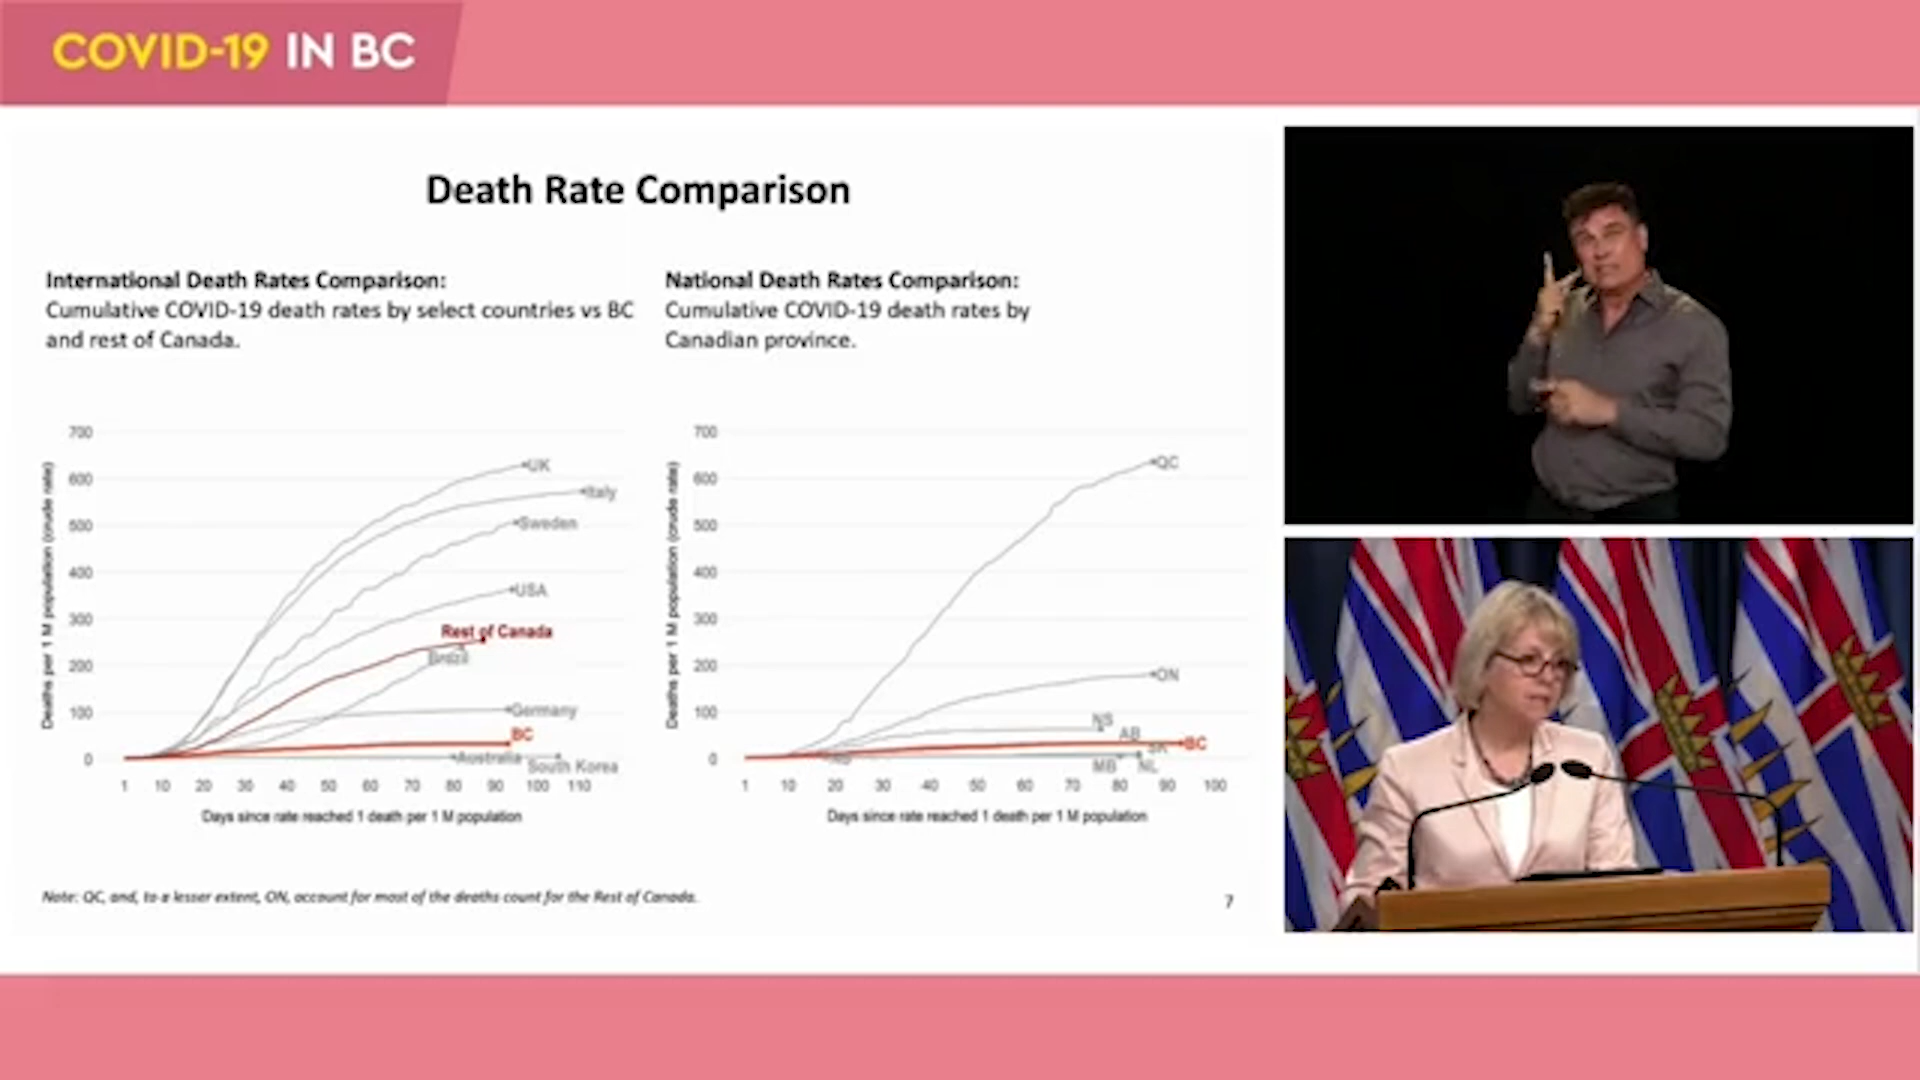 COVID-19 IN BC
Death Rate Comparison
International Death Rates Comparison:
Cumulative COVID-19 death rates by select countries vs BC
and rest of Canada.
National Death Rates Comparison:
Cumulative COVID-19 death rates by
Canadian province.
Deaths per 1 M population (crude rate)
700
600
500
400
300
200
100
0
UK
Italy
Sweden
USA
Rest of Canada
Brazil
Germany
BC
Australia
South Korea
1 10 20 30 40 50 60 70 80 90 100 110
Days since rate reached 1 death per 1 M population
Deaths per 1 M population (crude rate)
700
600
500
400
300
200
100
0
QC
ON
NS
AB
SK
BC
MB NL
1 10 20 30 40 50 60 70 80 90 100
Days since rate reached 1 death per 1 M population
Note: QC, and, to a lesser extent, ON, account for most of the deaths count for the Rest of Canada.
7